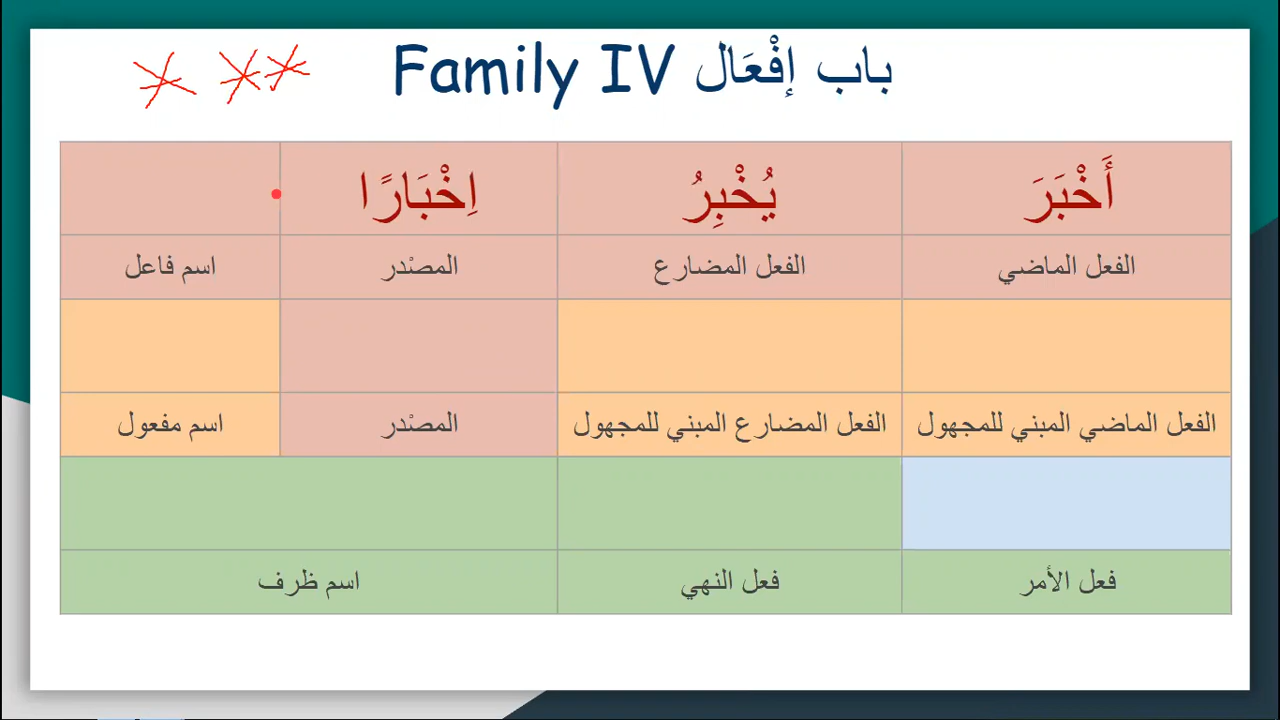 باب إفْعَال Family IV
أَخْبَرَ يُخْبِرُ اِخْبَارًا
الفعل الماضي الفعل المضارع المصْدر اسم فاعل
الفعل الماضي المبني للمجهول الفعل المضارع المبني للمجهول المصْدر اسم مفعول
فعل الأمر فعل النهي اسم ظرف